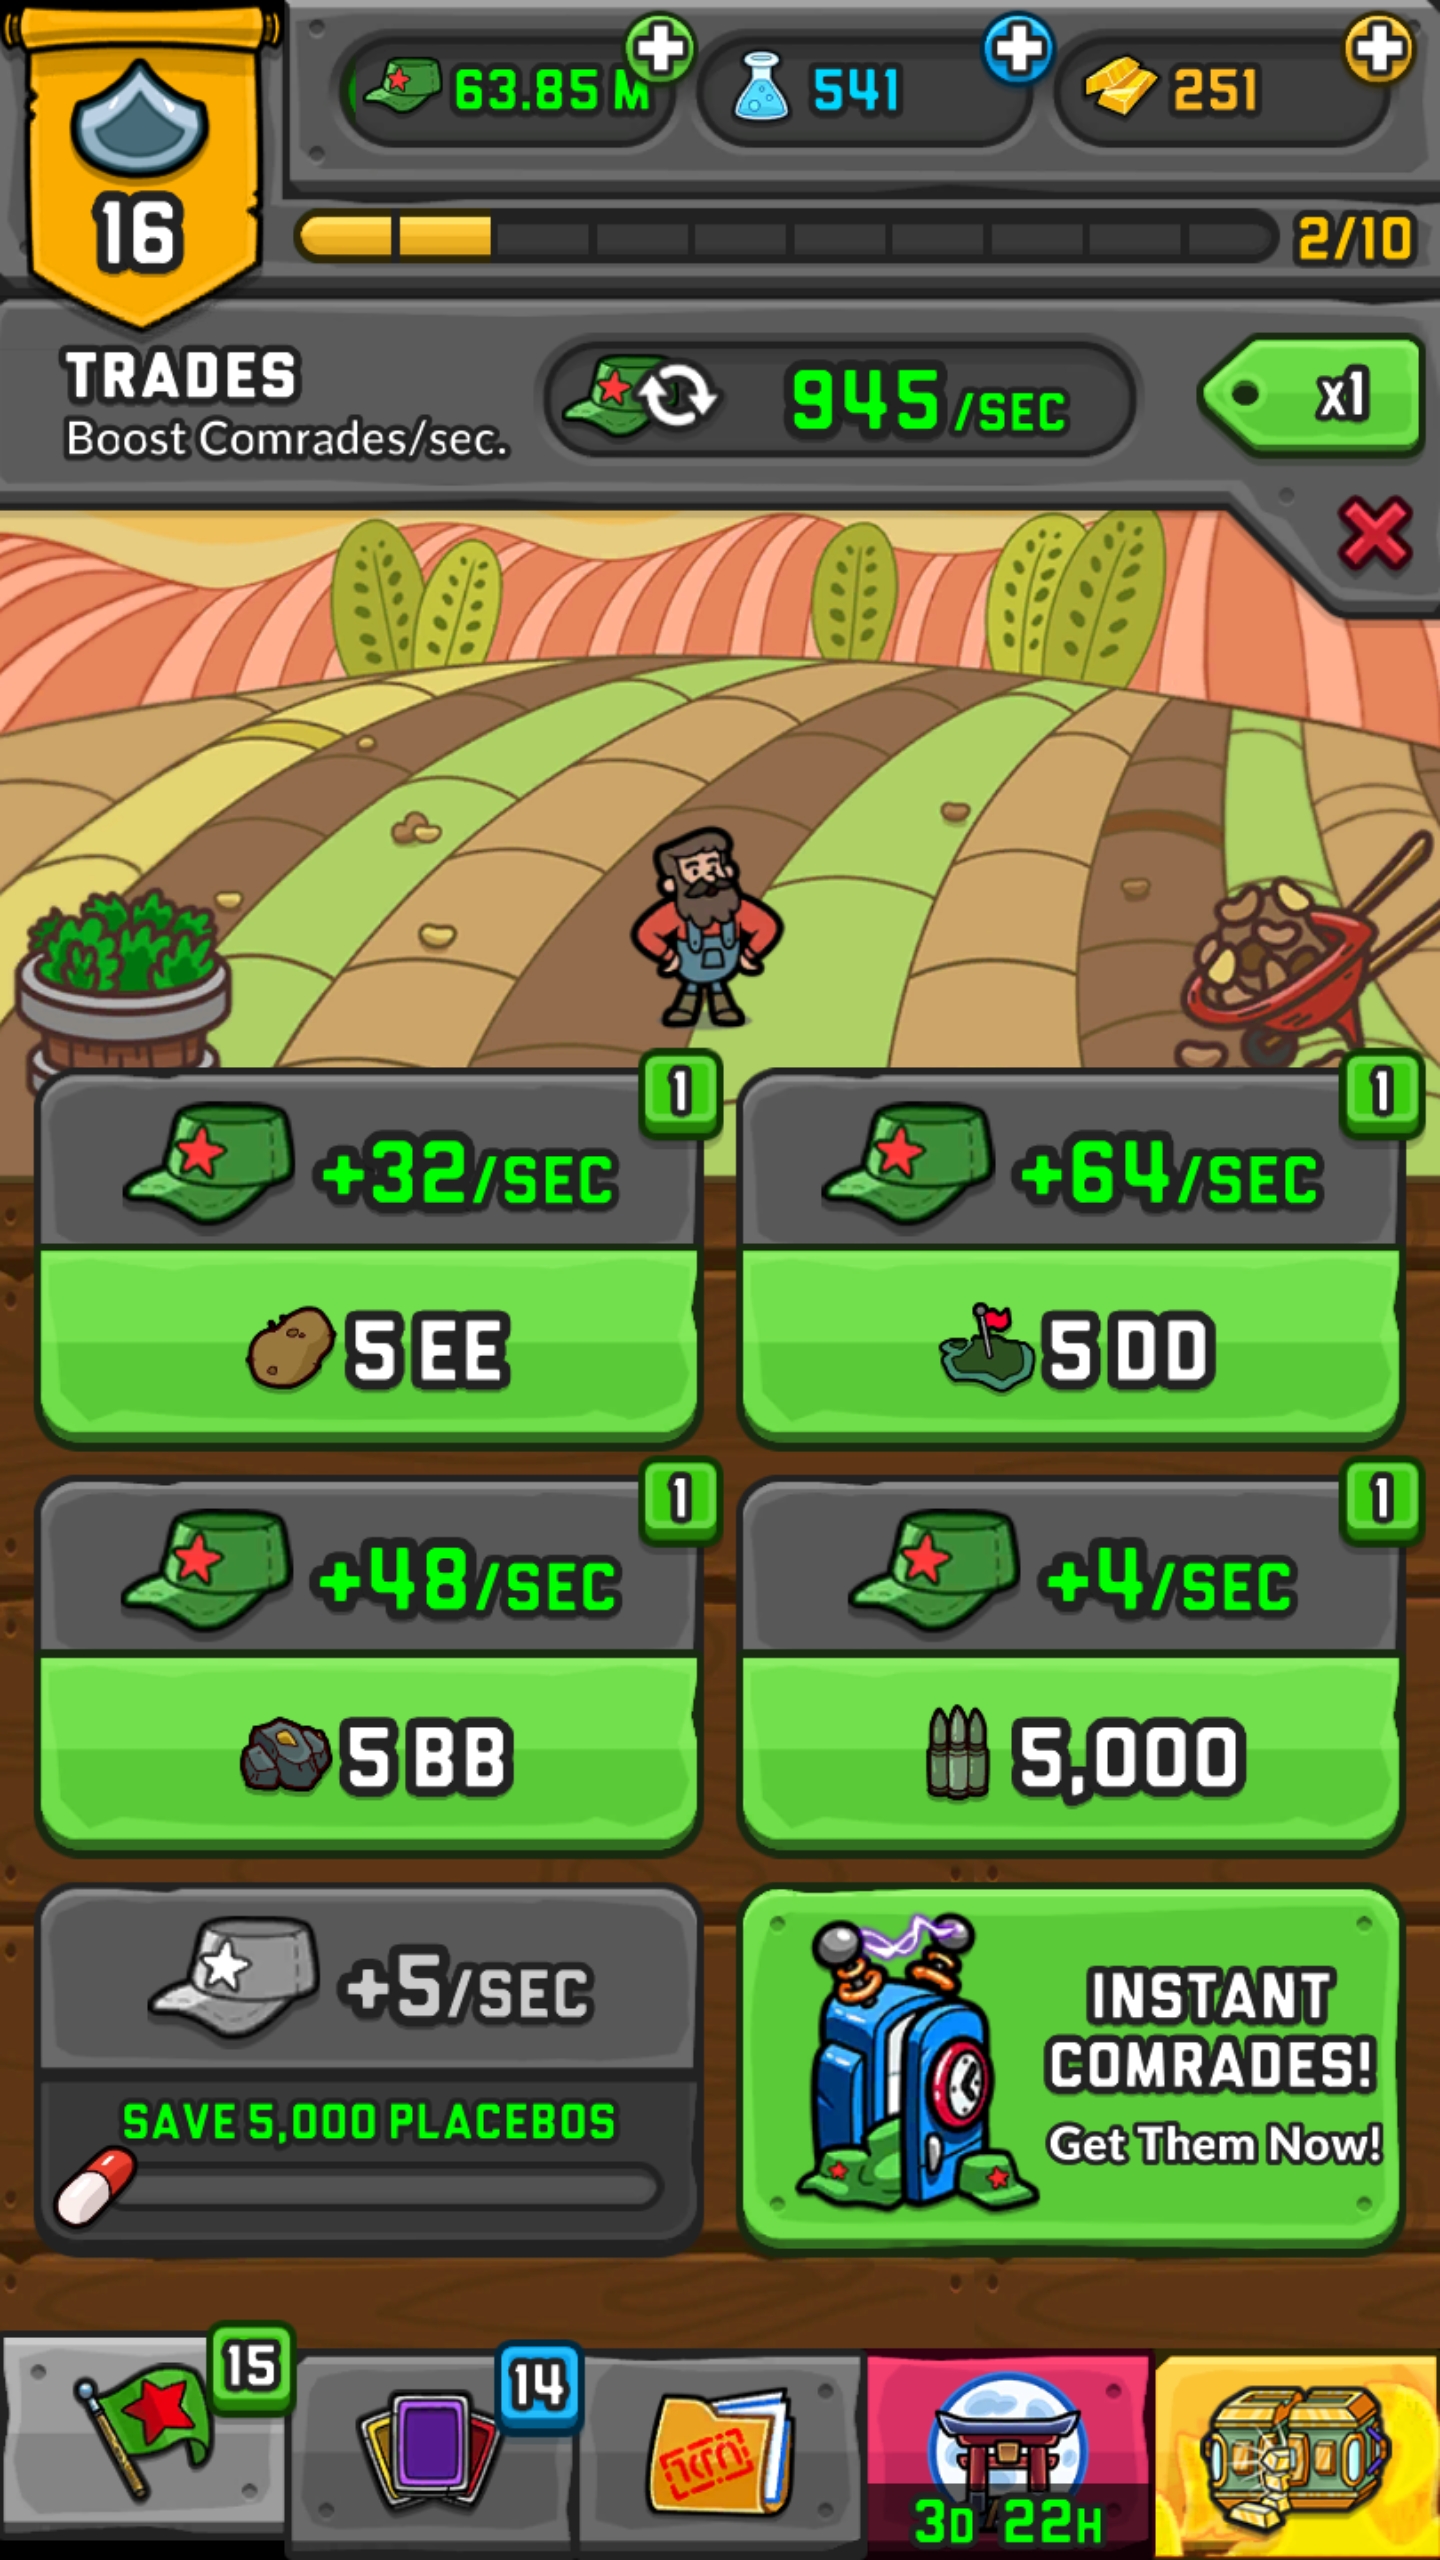 63.85 M
541
251
16
2/10
TRADES
Boost Comrades/sec.
945 /SEC
x1
1
+32/SEC
5 EE
1
+64/SEC
5 DD
1
+48/SEC
5 BB
1
+4/SEC
5,000
+5/SEC
SAVE 5,000 PLACEBOS
INSTANT
COMRADES!
Get Them Now!
15
14
3D 22H